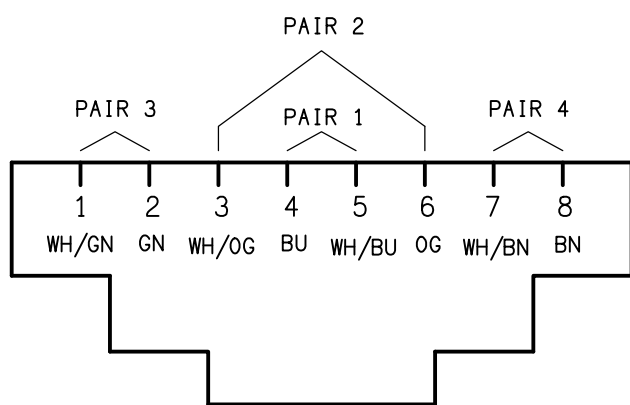 PAIR 2
PAIR 3 PAIR 1 PAIR 4
1 2 3 4 5 6 7 8
WH/GN GN WH/OG BU WH/BU OG WH/BN BN